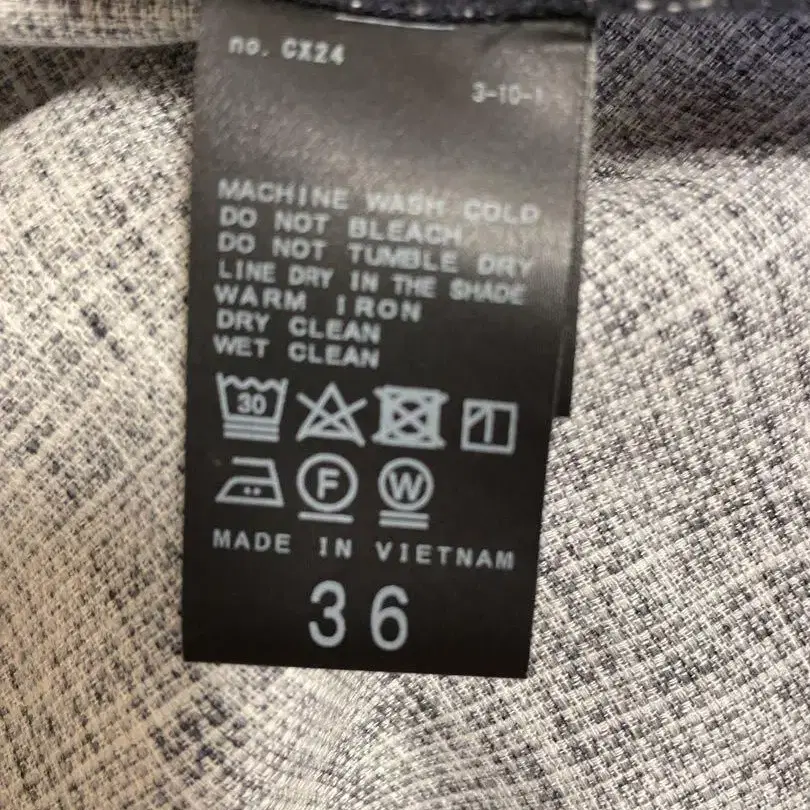 no. CX24
3-10-1
MACHINE WASH COLD
DO NOT BLEACH
DO NOT TUMBLE DRY
LINE DRY IN THE SHADE
WARM IRON
DRY CLEAN
WET CLEAN
30
F W
MADE IN VIETNAM
36